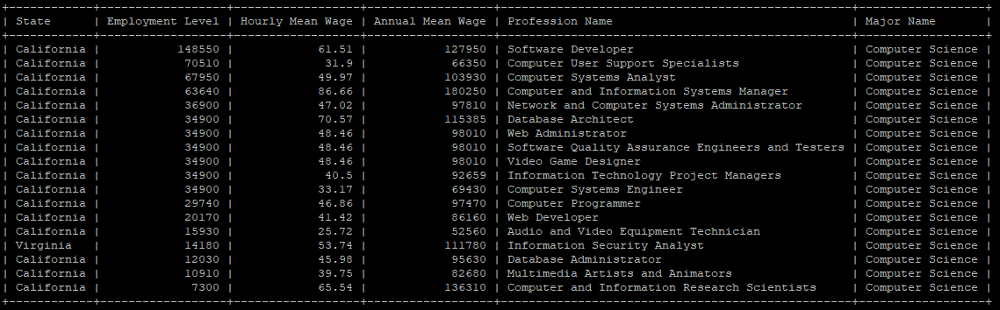 +------------+------------------+------------------+------------------+--------------------------------------------------+------------------+
| State      | Employment Level | Hourly Mean Wage | Annual Mean Wage | Profession Name                                  | Major Name       |
+------------+------------------+------------------+------------------+--------------------------------------------------+------------------+
| California |           148550 |            61.51 |           127950 | Software Developer                               | Computer Science |
| California |            70510 |             31.9 |            66350 | Computer User Support Specialists                | Computer Science |
| California |            67950 |            49.97 |           103930 | Computer Systems Analyst                         | Computer Science |
| California |            63640 |            86.66 |           180250 | Computer and Information Systems Manager         | Computer Science |
| California |            36900 |            47.02 |            97810 | Network and Computer Systems Administrator       | Computer Science |
| California |            34900 |            70.57 |           115385 | Database Architect                               | Computer Science |
| California |            34900 |            48.46 |            98010 | Web Administrator                                | Computer Science |
| California |            34900 |            48.46 |            98010 | Software Quality Assurance Engineers and Testers | Computer Science |
| California |            34900 |            48.46 |            98010 | Video Game Designer                              | Computer Science |
| California |            34900 |             40.5 |            92659 | Information Technology Project Managers          | Computer Science |
| California |            34900 |            33.17 |            69430 | Computer Systems Engineer                        | Computer Science |
| California |            29740 |            46.86 |            97470 | Computer Programmer                              | Computer Science |
| California |            20170 |            41.42 |            86160 | Web Developer                                    | Computer Science |
| California |            15930 |            25.72 |            52560 | Audio and Video Equipment Technician             | Computer Science |
| Virginia   |            14180 |            53.74 |           111780 | Information Security Analyst                     | Computer Science |
| California |            12030 |            45.98 |            95630 | Database Administrator                           | Computer Science |
| California |            10910 |            39.75 |            82680 | Multimedia Artists and Animators                 | Computer Science |
| California |             7300 |            65.54 |           136310 | Computer and Information Research Scientists     | Computer Science |
+------------+------------------+------------------+------------------+--------------------------------------------------+------------------+